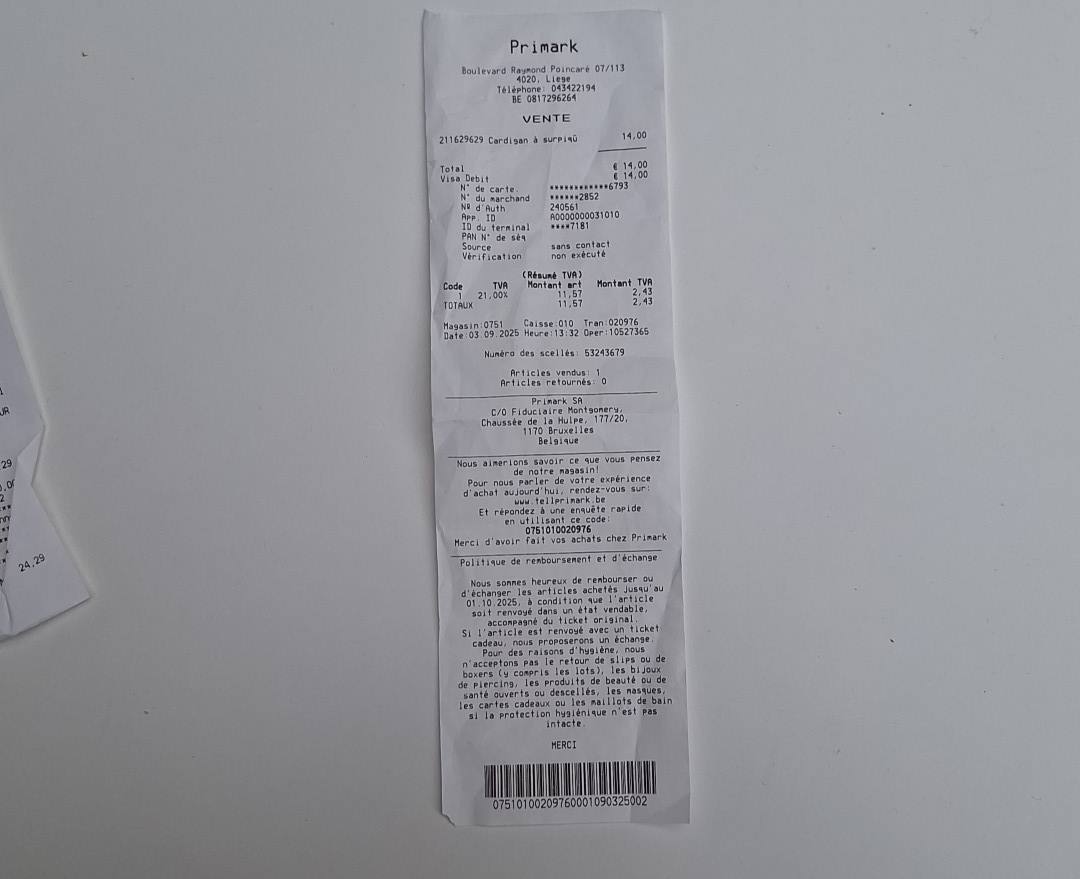 Primark
Boulevard Raymond Poincaré 07/113
4020, Liege
Téléphone: 043422194
BE 0817296264
VENTE
211629629 Cardigan à surpiqû 14,00
Total € 14,00
Visa Debit € 14,00
N° de carte. ************6793
N° du marchand ******2852
Nº d'Auth 240561
App. ID A0000000031010
ID du terminal ****7181
PAN N° de séq
Source sans contact
Vérification non exécuté
(Résumé TVA)
Code TVA Montant art Montant TVA
1 21,00% 11,57 2,43
TOTAUX 11,57 2,43
Magasin:0751 Caisse:010 Tran:020976
Date:03.09.2025 Heure:13:32 Oper:10527365
Numéro des scellés: 53243679
Articles vendus: 1
Articles retournés: 0
Primark SA
C/O Fiduciaire Montgomery,
Chaussée de la Hulpe, 177/20,
1170 Bruxelles
Belgique
Nous aimerions savoir ce que vous pensez
de notre magasin!
Pour nous parler de votre expérience
d'achat aujourd'hui, rendez-vous sur:
www.tellprimark.be
Et répondez à une enquête rapide
en utilisant ce code:
0751010020976
Merci d'avoir fait vos achats chez Primark
Politique de remboursement et d'échange
Nous sommes heureux de rembourser ou
d'échanger les articles achetés jusqu'au
01.10.2025, à condition que l'article
soit renvoyé dans un état vendable,
accompagné du ticket original.
Si l'article est renvoyé avec un ticket
cadeau, nous proposerons un échange.
Pour des raisons d'hygiène, nous
n'acceptons pas le retour de slips ou de
boxers (y compris les lots), les bijoux
de piercing, les produits de beauté ou de
santé ouverts ou descellés, les masques,
les cartes cadeaux ou les maillots de bain
si la protection hygiénique n'est pas
intacte.
MERCI
07510100209760001090325002
24,29